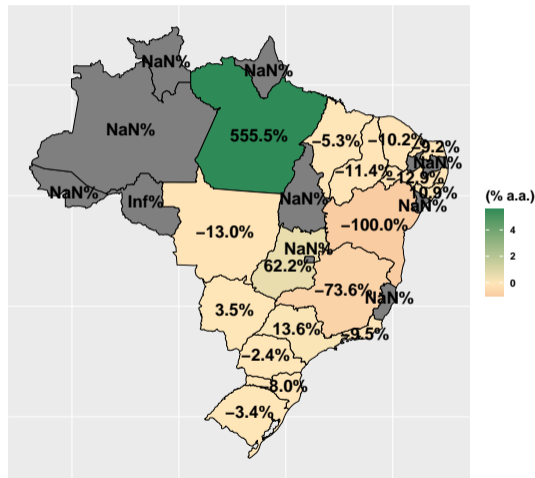 NaN%
NaN%
NaN%
555.5%
−5.3%
−10.2%
−9.2%
NaN%
−11.4%
−12.9%
10.9%
NaN%
NaN%
Inf%
NaN%
−100.0%
−13.0%
NaN%
62.2%
−73.6%
NaN%
3.5%
13.6%
−9.5%
−2.4%
−8.0%
−3.4%
(% a.a.)
4
2
0